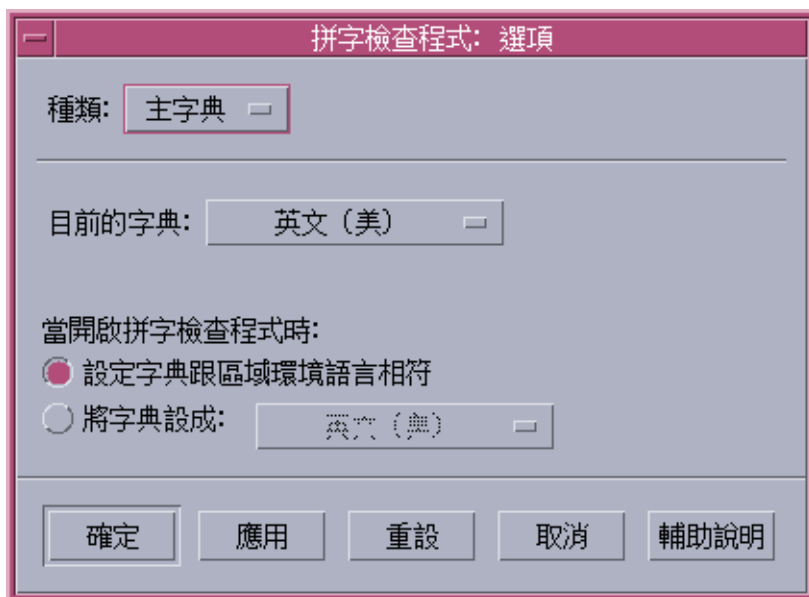 拼字檢查程式: 選項
種類: 主字典
目前的字典: 英文 (美)
當開啟拼字檢查程式時:
設定字典跟區域環境語言相符
將字典設成: 英文 (美)
確定 應用 重設 取消 輔助說明